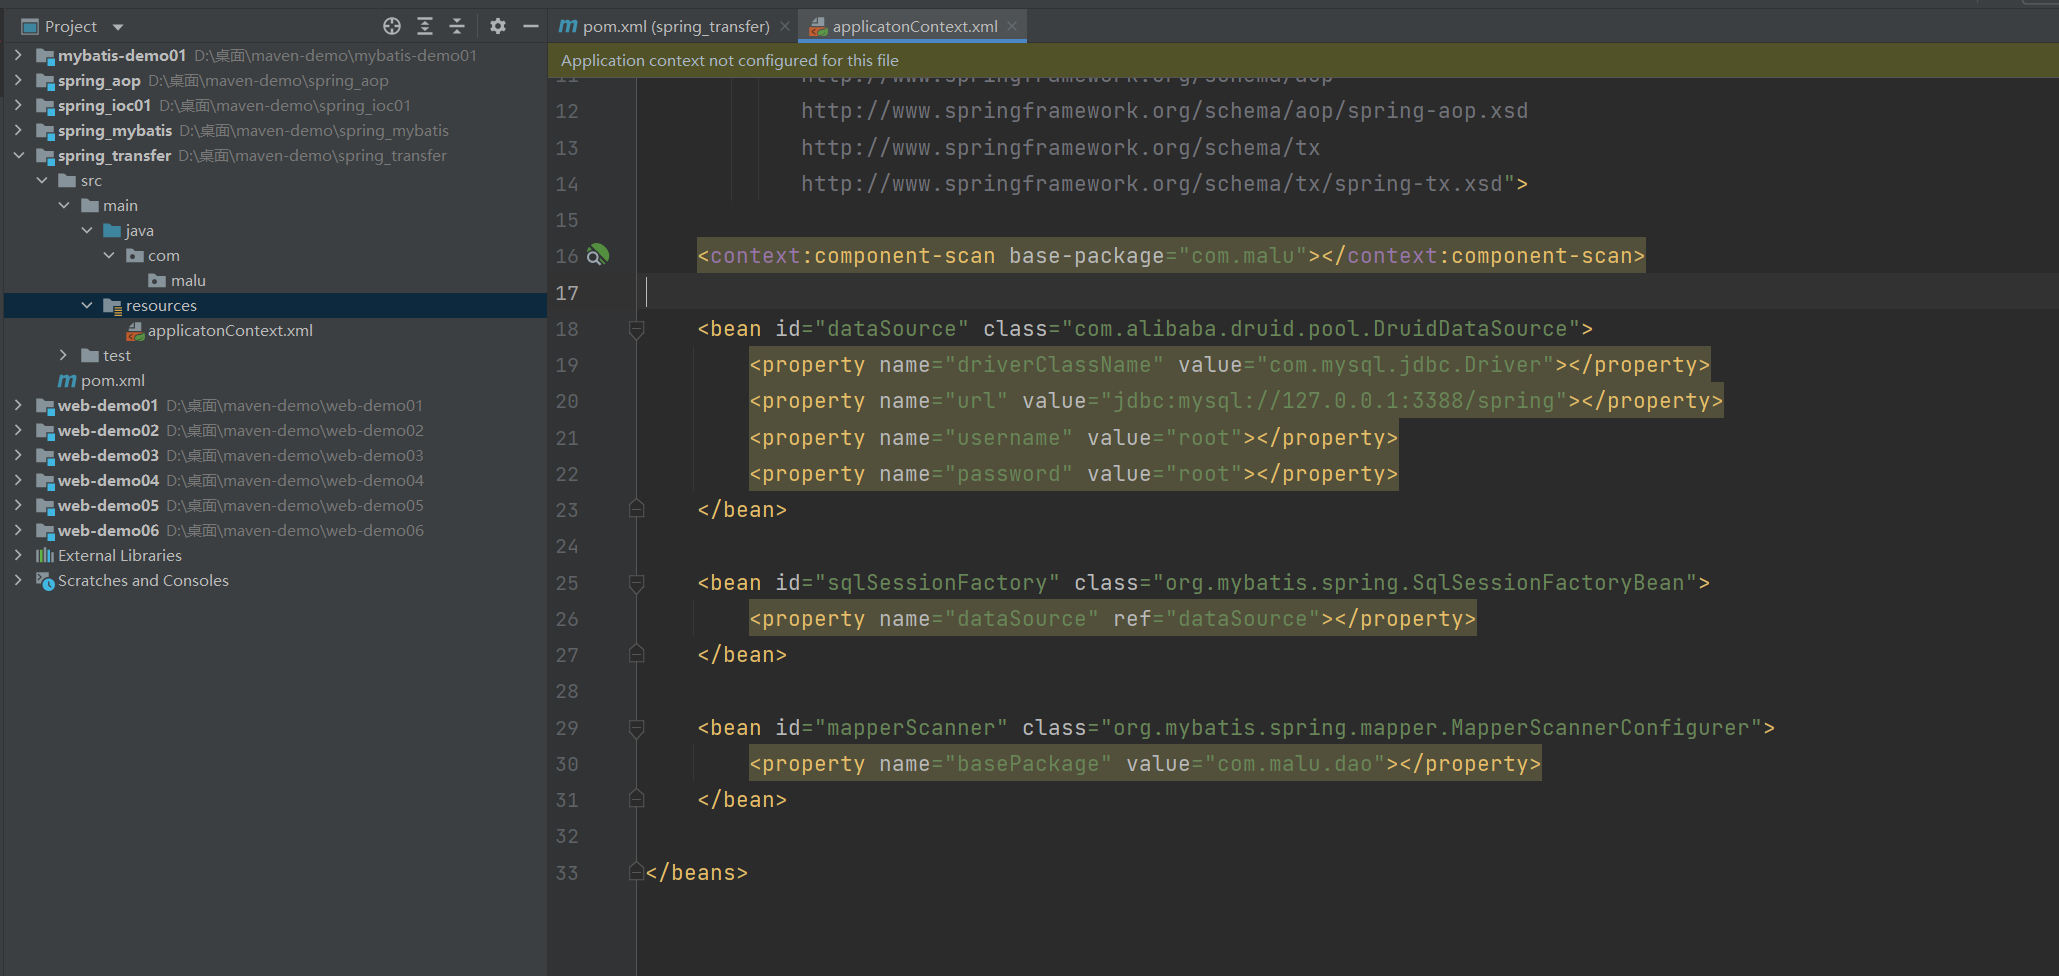 Project
mybatis-demo01 D:\桌面\maven-demo\mybatis-demo01
spring_aop D:\桌面\maven-demo\spring_aop
spring_ioc01 D:\桌面\maven-demo\spring_ioc01
spring_mybatis D:\桌面\maven-demo\spring_mybatis
spring_transfer D:\桌面\maven-demo\spring_transfer
src
main
java
com
malu
resources
applicatonContext.xml
test
pom.xml
web-demo01 D:\桌面\maven-demo\web-demo01
web-demo02 D:\桌面\maven-demo\web-demo02
web-demo03 D:\桌面\maven-demo\web-demo03
web-demo04 D:\桌面\maven-demo\web-demo04
web-demo05 D:\桌面\maven-demo\web-demo05
web-demo06 D:\桌面\maven-demo\web-demo06
External Libraries
Scratches and Consoles
pom.xml (spring_transfer) applicatonContext.xml
Application context not configured for this file
11 http://www.springframework.org/schema/aop
12 http://www.springframework.org/schema/aop/spring-aop.xsd
13 http://www.springframework.org/schema/tx
14 http://www.springframework.org/schema/tx/spring-tx.xsd">
15
16 <context:component-scan base-package="com.malu"></context:component-scan>
17
18 <bean id="dataSource" class="com.alibaba.druid.pool.DruidDataSource">
19 <property name="driverClassName" value="com.mysql.jdbc.Driver"></property>
20 <property name="url" value="jdbc:mysql://127.0.0.1:3388/spring"></property>
21 <property name="username" value="root"></property>
22 <property name="password" value="root"></property>
23 </bean>
24
25 <bean id="sqlSessionFactory" class="org.mybatis.spring.SqlSessionFactoryBean">
26 <property name="dataSource" ref="dataSource"></property>
27 </bean>
28
29 <bean id="mapperScanner" class="org.mybatis.spring.mapper.MapperScannerConfigurer">
30 <property name="basePackage" value="com.malu.dao"></property>
31 </bean>
32
33 </beans>